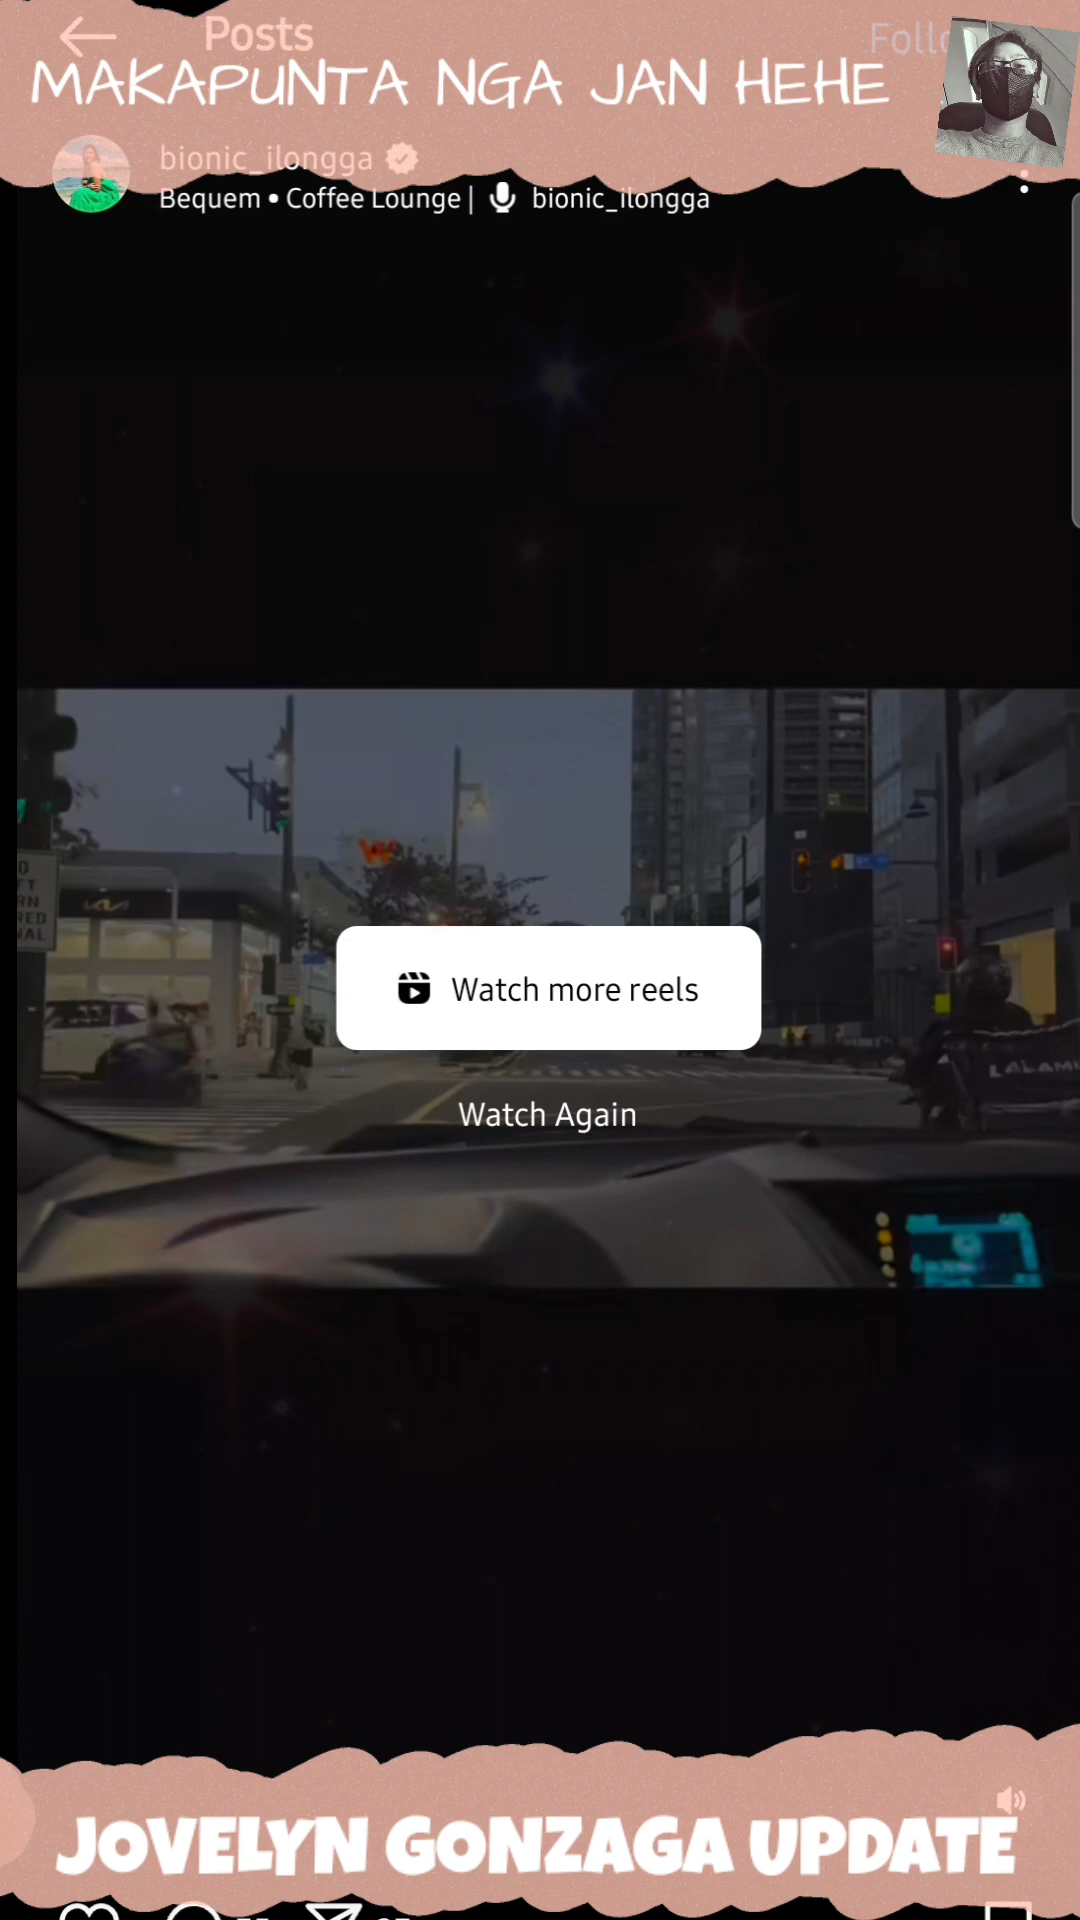 Posts
MAKAPUNTA NGA JAN HEHE
bionic_ilongga
Bequem • Coffee Lounge | bionic_ilongga
W
Watch more reels
Watch Again
JOVELYN GONZAGA UPDATE